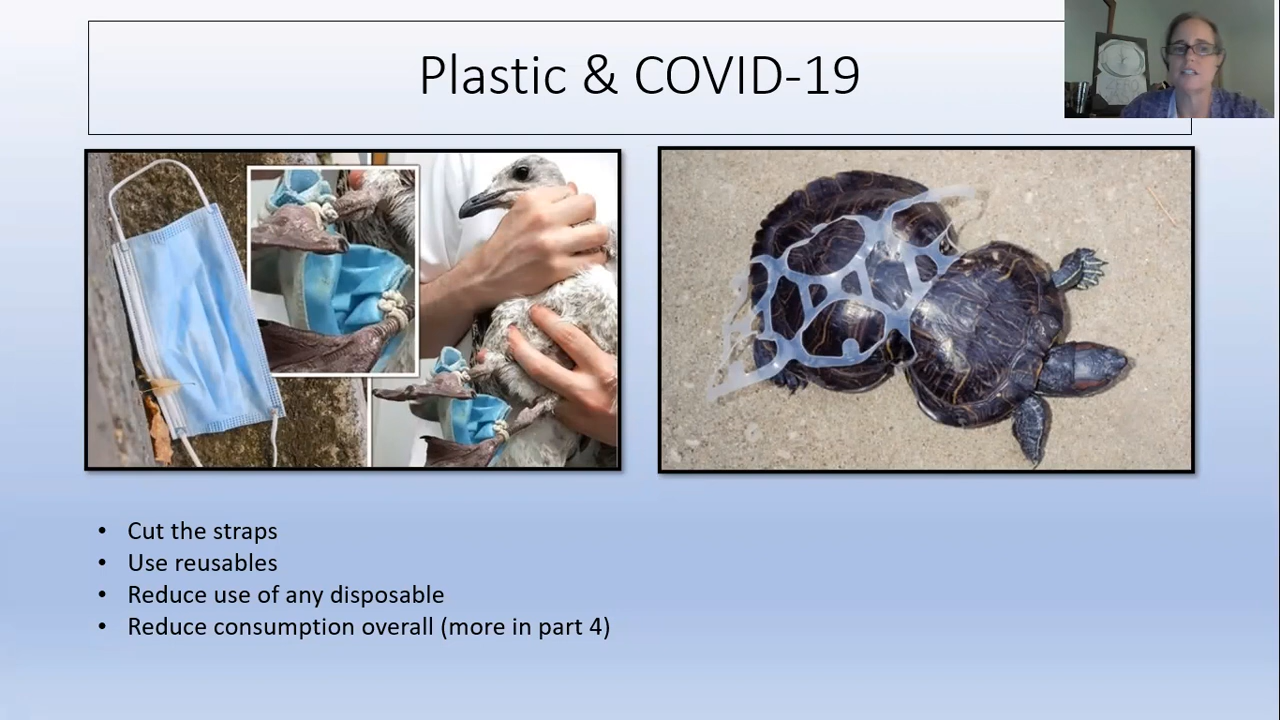 Plastic & COVID-19
• Cut the straps
• Use reusables
• Reduce use of any disposable
• Reduce consumption overall (more in part 4)